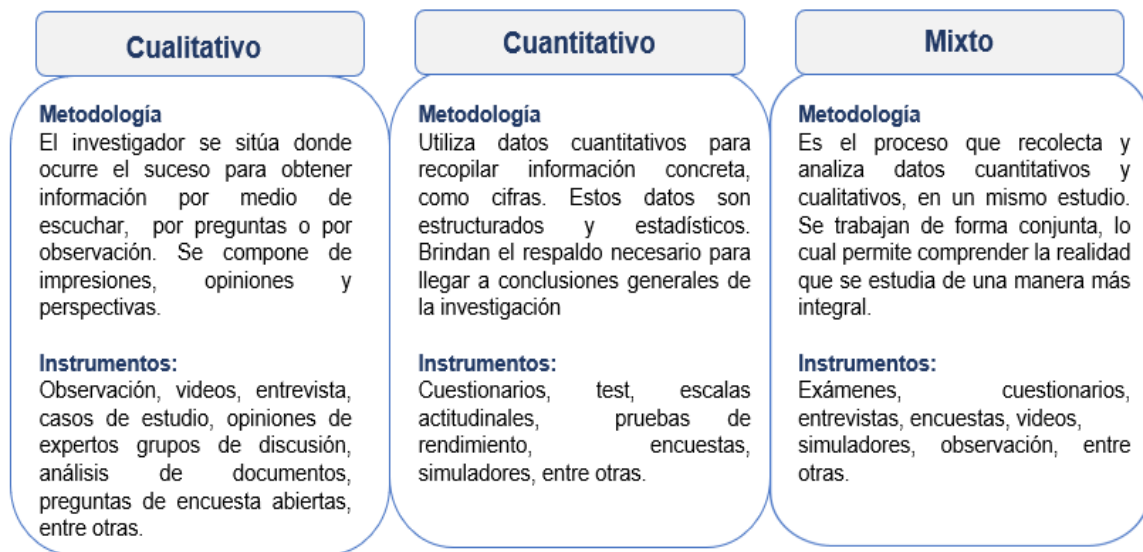 Cualitativo
Metodología
El investigador se sitúa donde
ocurre el suceso para obtener
información por medio de
escuchar, por preguntas o por
observación. Se compone de
impresiones, opiniones y
perspectivas.
Instrumentos:
Observación, videos, entrevista,
casos de estudio, opiniones de
expertos grupos de discusión,
análisis de documentos,
preguntas de encuesta abiertas,
entre otras.
Cuantitativo
Metodología
Utiliza datos cuantitativos para
recopilar información concreta,
como cifras. Estos datos son
estructurados y estadísticos.
Brindan el respaldo necesario para
llegar a conclusiones generales de
la investigación
Instrumentos:
Cuestionarios, test, escalas
actitudinales, pruebas de
rendimiento, encuestas,
simuladores, entre otras.
Mixto
Metodología
Es el proceso que recolecta y
analiza datos cuantitativos y
cualitativos, en un mismo estudio.
Se trabajan de forma conjunta, lo
cual permite comprender la realidad
que se estudia de una manera más
integral.
Instrumentos:
Exámenes, cuestionarios,
entrevistas, encuestas, videos,
simuladores, observación, entre
otras.